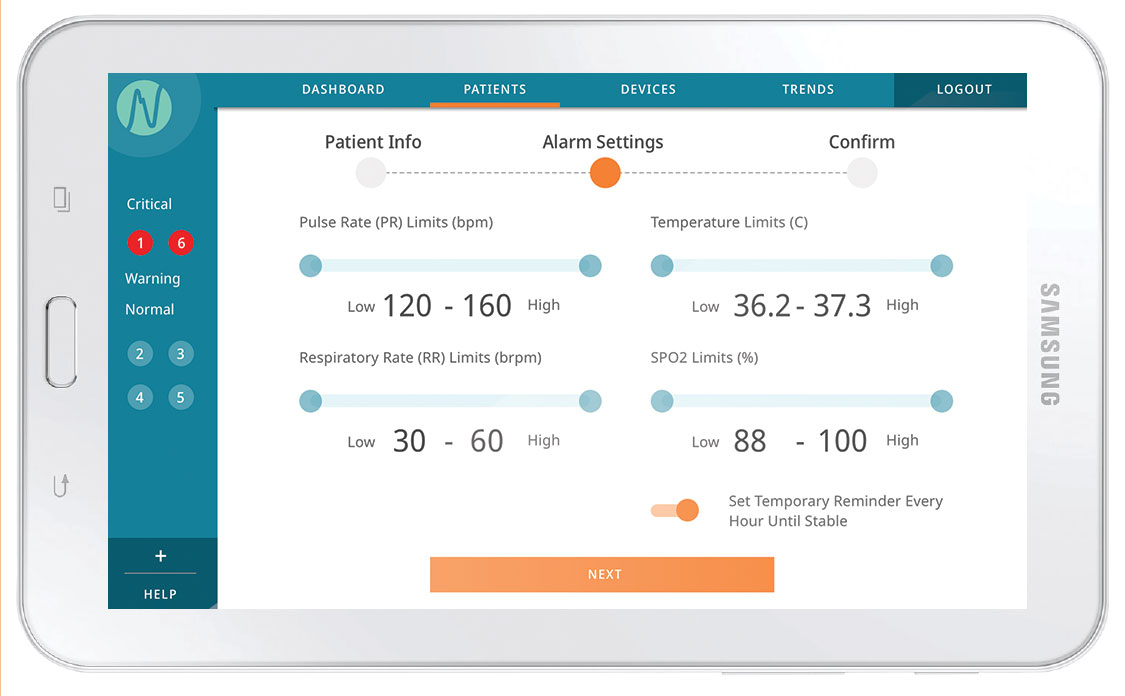 DASHBOARD
PATIENTS
DEVICES
TRENDS
LOGOUT
Patient Info
Alarm Settings
Confirm
Critical
1 6
Warning
Normal
2 3
4 5
+
HELP
Pulse Rate (PR) Limits (bpm)
Low 120 - 160 High
Temperature Limits (C)
Low 36.2 - 37.3 High
Respiratory Rate (RR) Limits (brpm)
Low 30 - 60 High
SPO2 Limits (%)
Low 88 - 100 High
Set Temporary Reminder Every
Hour Until Stable
NEXT
SAMSUNG